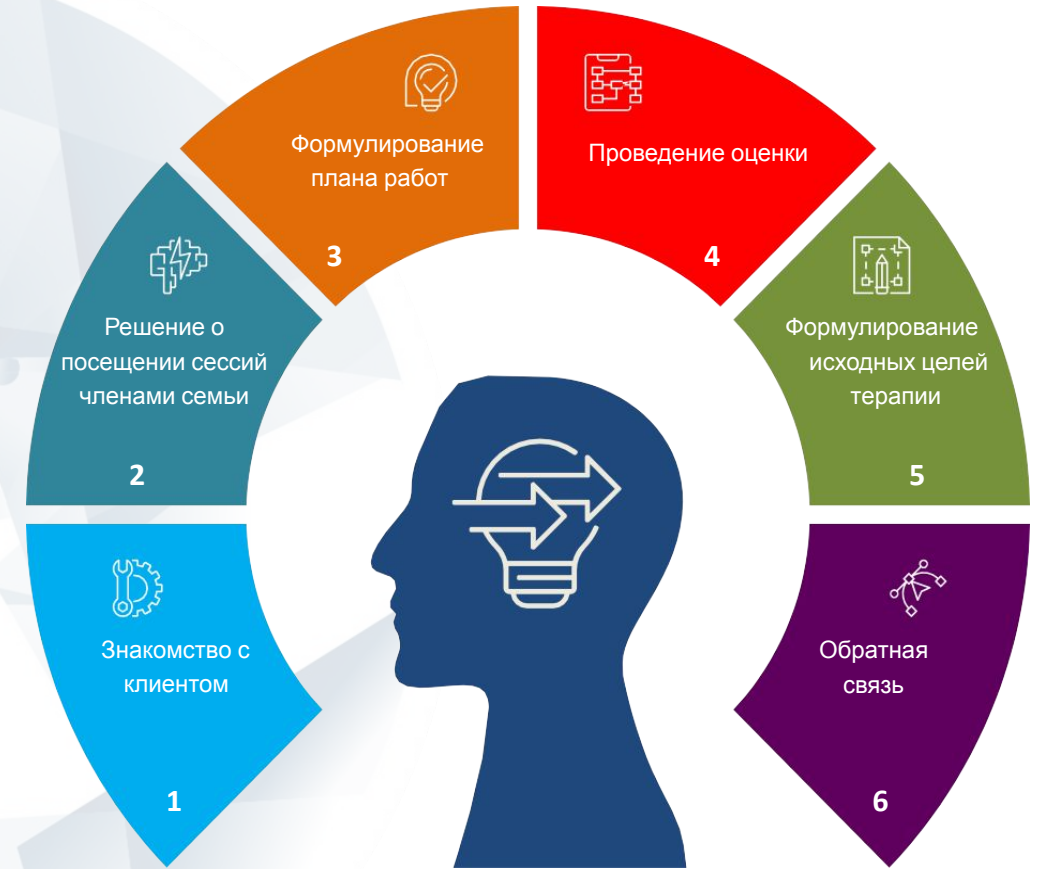 Знакомство с
клиентом
1
Решение о
посещении сессий
членами семьи
2
Формулирование
плана работ
3
Проведение оценки
4
Формулирование
исходных целей
терапии
5
Обратная
связь
6